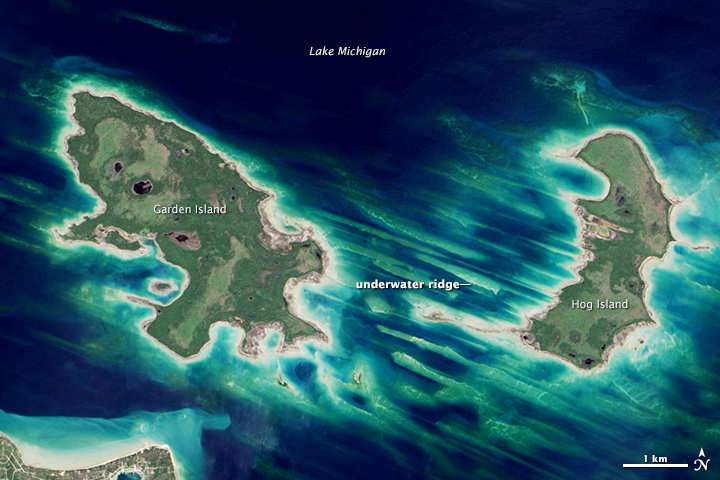 Lake Michigan
Garden Island
underwater ridge
Hog Island
1 km
N